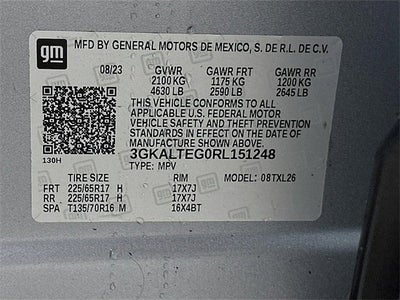 gm
MFD BY GENERAL MOTORS DE MEXICO, S. DE R.L. DE C.V.
08/23 GVWR GAWR FRT GAWR RR
2100 KG 1175 KG 1200 KG
4630 LB 2590 LB 2645 LB
THIS VEHICLE CONFORMS TO ALL
APPLICABLE U.S. FEDERAL MOTOR
VEHICLE SAFETY AND THEFT PREVENTION
STANDARDS IN EFFECT ON THE DATE OF
MANUFACTURE SHOWN ABOVE.
130H
3GKALTEG0RL151248
TYPE: MPV
MODEL: 08TXL26
TIRE SIZE RIM
FRT 225/65R17 H 17X7J
RR 225/65R17 H 17X7J
SPA T135/70R16 M 16X4BT